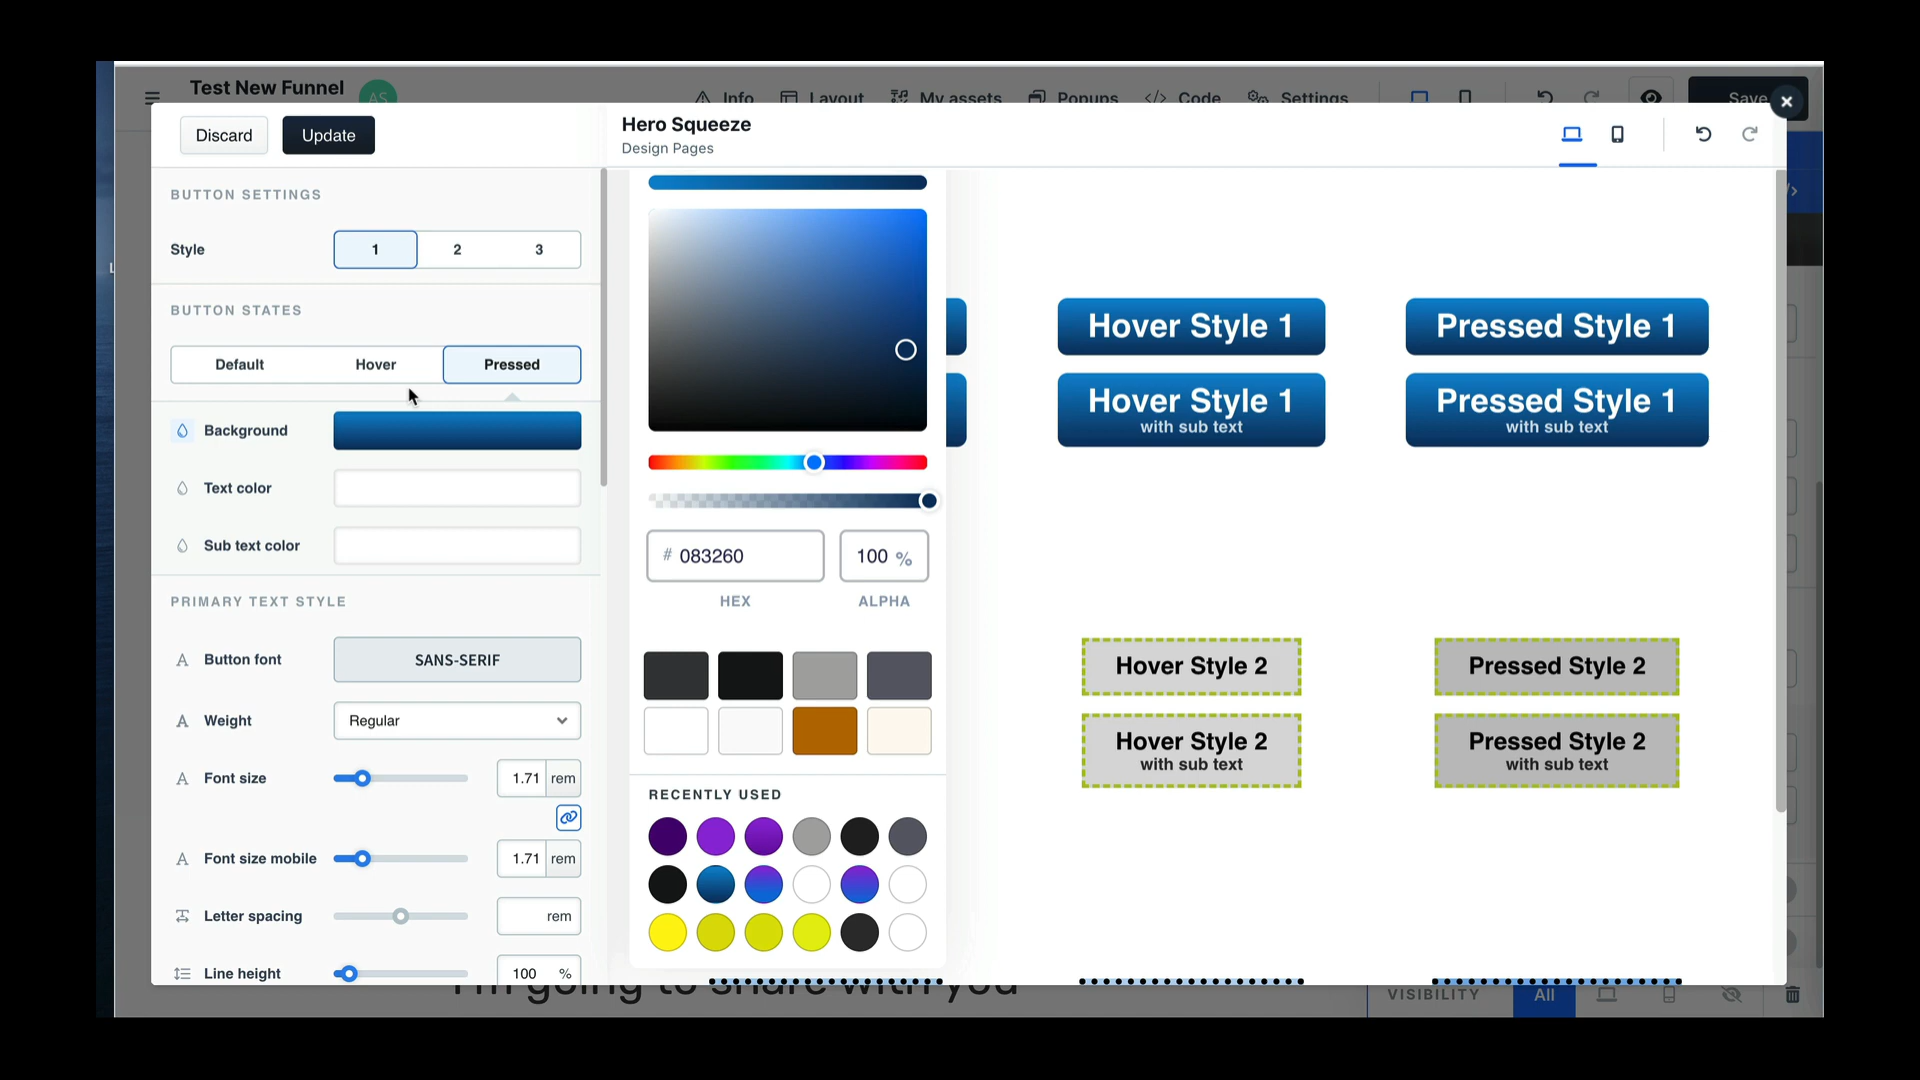 Test New Funnel
AS
Info
Layout
My assets
Popups
Code
Settings
Save
Discard
Update
Hero Squeeze
Design Pages
BUTTON SETTINGS
Style
1
2
3
BUTTON STATES
Default
Hover
Pressed
Background
Text color
Sub text color
PRIMARY TEXT STYLE
Button font
SANS-SERIF
Weight
Regular
Font size
1.71 rem
Font size mobile
1.71 rem
Letter spacing
rem
Line height
100 %
# 083260
100 %
HEX
ALPHA
RECENTLY USED
Hover Style 1
Pressed Style 1
Hover Style 1
with sub text
Pressed Style 1
with sub text
Hover Style 2
Pressed Style 2
Hover Style 2
with sub text
Pressed Style 2
with sub text
I'm going to share with you
VISIBILITY
All